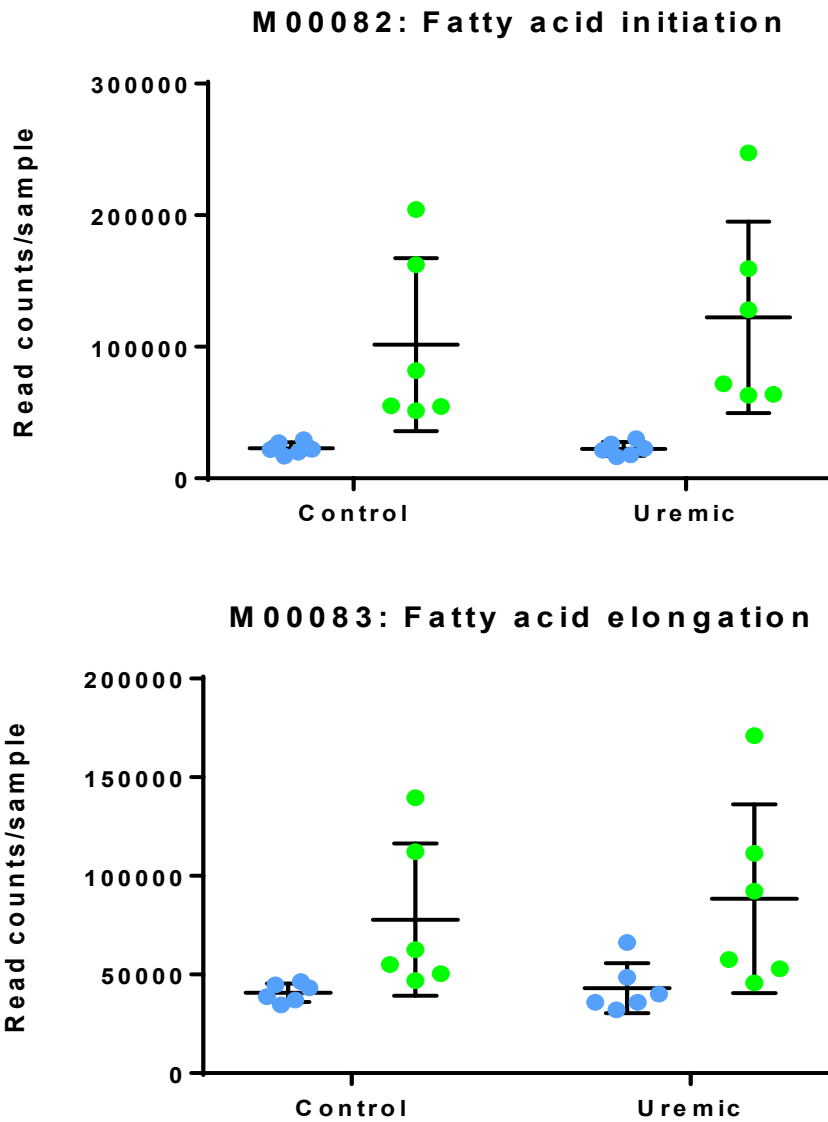 M00082: Fatty acid initiation
Read counts/sample
300000
200000
100000
0
Control Uremic
M00083: Fatty acid elongation
Read counts/sample
200000
150000
100000
50000
0
Control Uremic